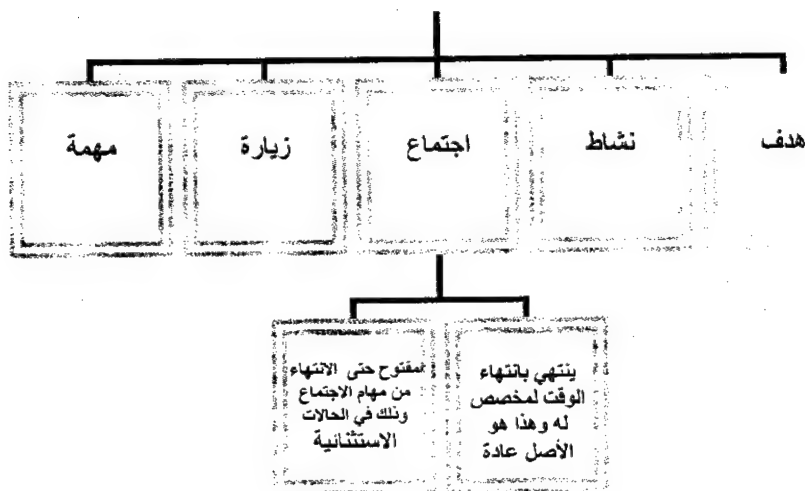 هدف
نشاط
اجتماع
زيارة
مهمة
ينتهي بانتهاء
الوقت لمخصص
له وهذا هو
الأصل عادة
مفتوح حتى الانتهاء
من مهام الاجتماع
وذلك في الحالات
الاستثنائية